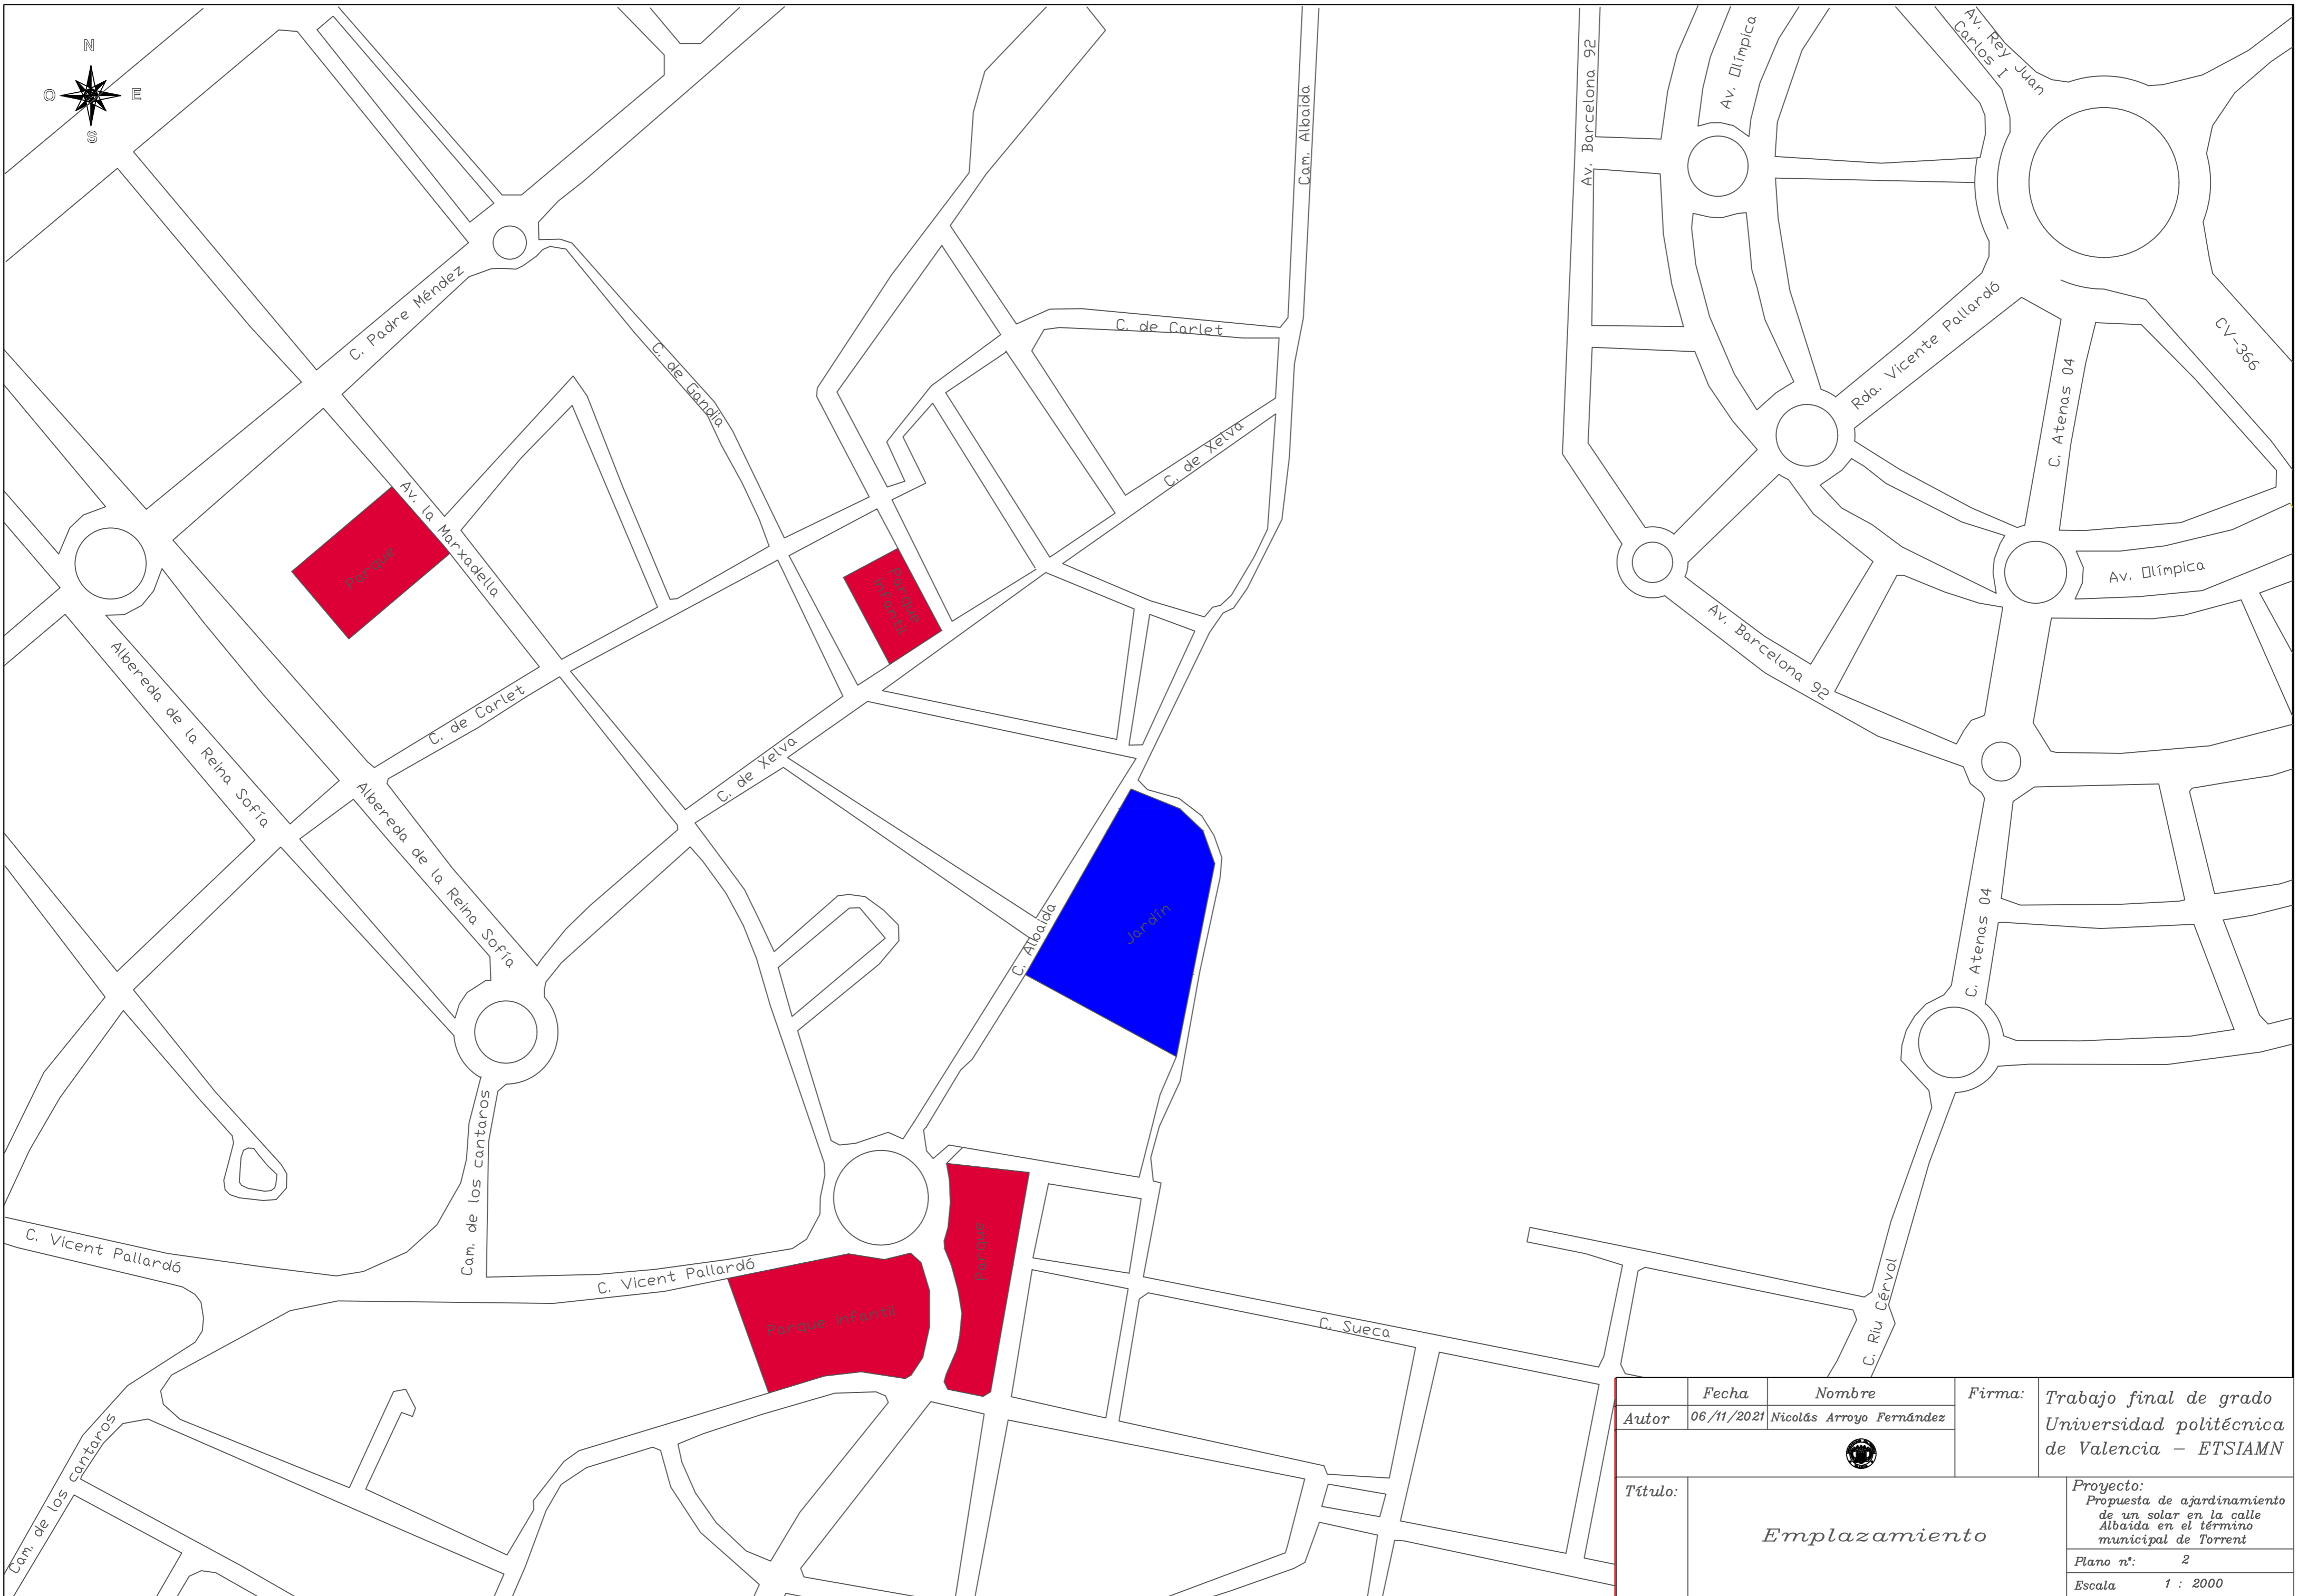 N
O
E
S
Av. Barcelona 92
Av. Olímpica
Av. Rey Juan
Carlos I
Cam. Albaida
C. Padre Méndez
C. de Gandia
C. de Carlet
Rda. Vicente Pallardó
CV-366
C. Atenas 04
C. de Xelva
Av. la Marxadella
Parque
Parque
infantil
Av. Olímpica
Av. Barcelona 92
Albereda de la Reina Sofía
C. de Carlet
C. de Xelva
Albereda de la Reina Sofía
C. Albaida
Jardín
C. Atenas 04
Cam. de los cantaros
C. Vicent Pallardó
C. Vicent Pallardó
Parque
Parque infantil
C. Sueca
C. Riu Cérvol
Cam. de los cantaros
Fecha
Nombre
Firma:
Autor
06/11/2021
Nicolás Arroyo Fernández
Trabajo final de grado
Universidad politécnica
de Valencia - ETSIAMN
Título:
Emplazamiento
Proyecto:
Propuesta de ajardinamiento
de un solar en la calle
Albaida en el término
municipal de Torrent
Plano nº: 2
Escala 1 : 2000